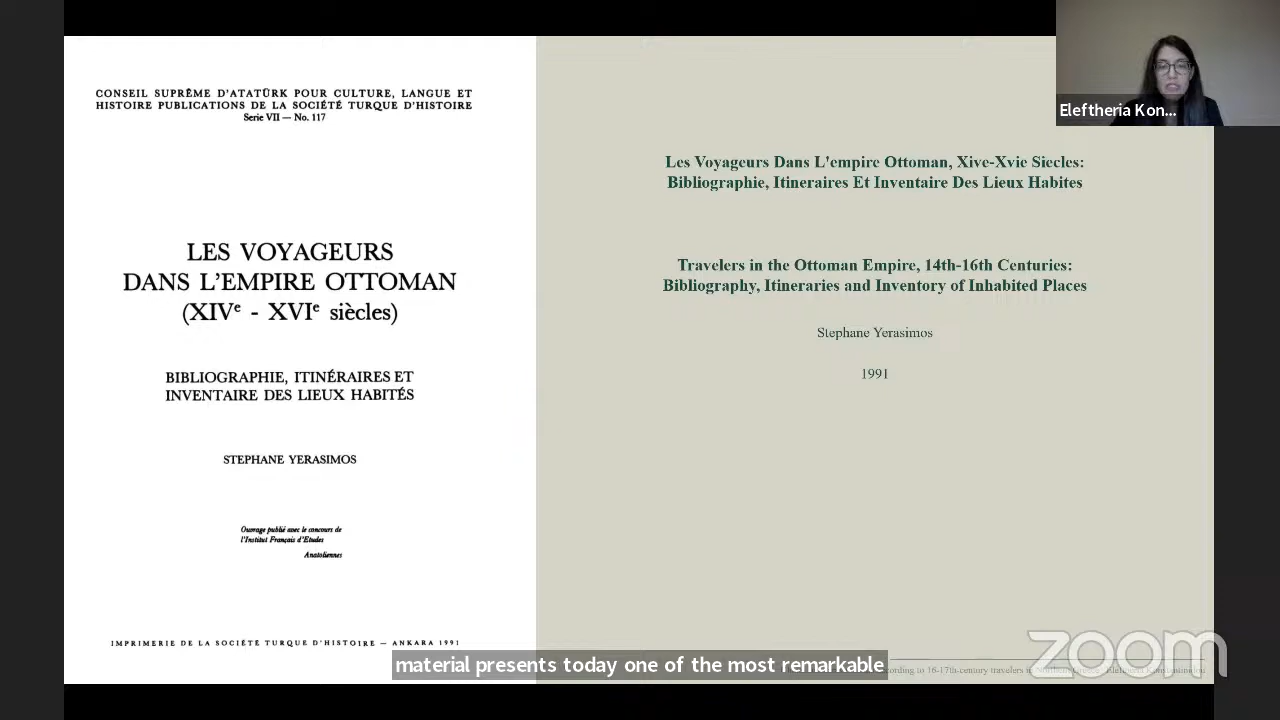 CONSEIL SUPRÊME D'ATATÜRK POUR CULTURE, LANGUE ET
HISTOIRE PUBLICATIONS DE LA SOCIÉTÉ TURQUE D'HISTOIRE
Serie VII — No. 117
LES VOYAGEURS
DANS L'EMPIRE OTTOMAN
(XIVe - XVIe siècles)
BIBLIOGRAPHIE, ITINÉRAIRES ET
INVENTAIRE DES LIEUX HABITÉS
STEPHANE YERASIMOS
Ouvrage publié avec le concours de
l'Institut Français d'Etudes
Anatoliennes
IMPRIMERIE DE LA SOCIÉTÉ TURQUE D'HISTOIRE — ANKARA 1991
Les Voyageurs Dans L'empire Ottoman, Xive-Xvie Siecles:
Bibliographie, Itineraires Et Inventaire Des Lieux Habites
Travelers in the Ottoman Empire, 14th-16th Centuries:
Bibliography, Itineraries and Inventory of Inhabited Places
Stephane Yerasimos
1991
Eleftheria Kon...
material presents today one of the most remarkable
to 16-17th-century travelers
zoom